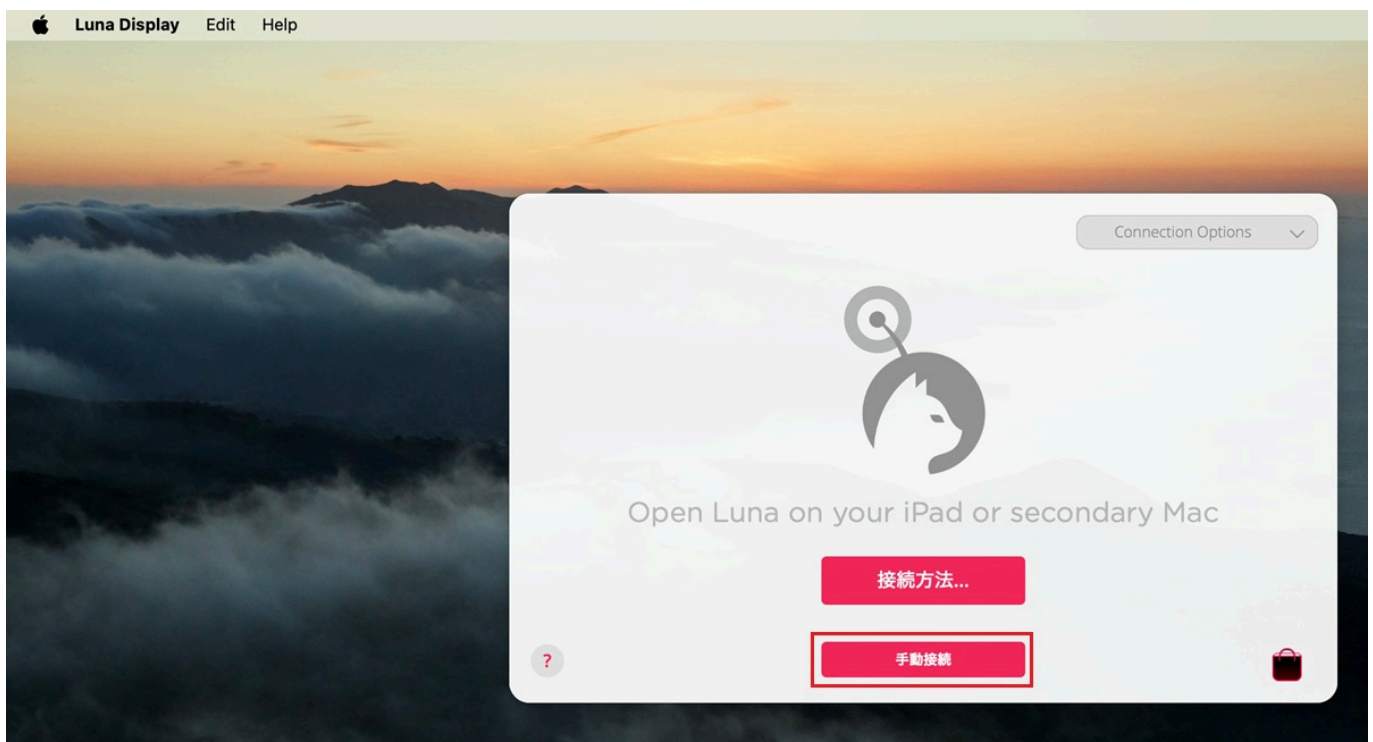 Luna Display Edit Help
Connection Options
Open Luna on your iPad or secondary Mac
接続方法...
?
手動接続